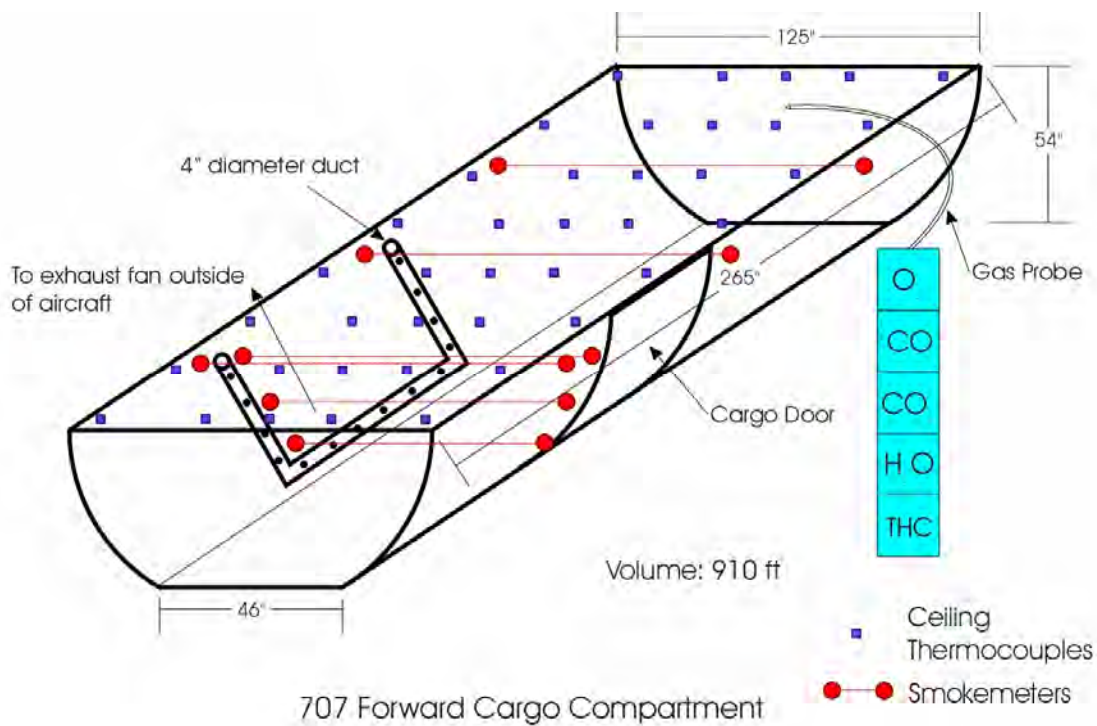 125"
54"
4" diameter duct
To exhaust fan outside
of aircraft
265"
Gas Probe
O
CO
CO
H O
THC
Cargo Door
Volume: 910 ft
46"
Ceiling
Thermocouples
Smokemeters
707 Forward Cargo Compartment